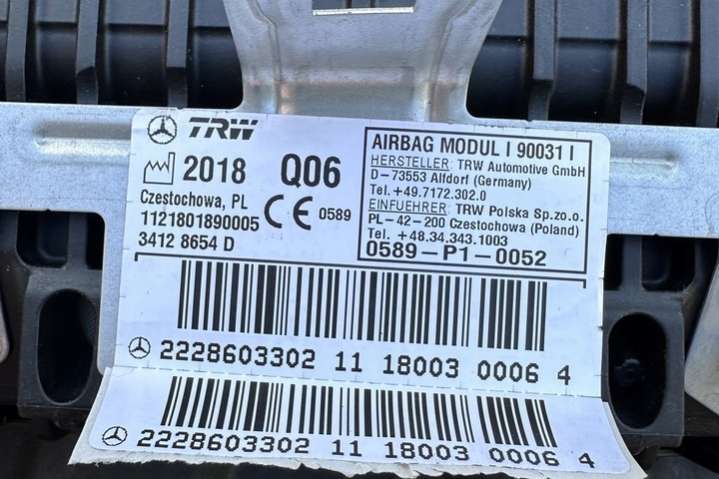 TRW
2018 Q06
Czestochowa, PL
1121801890005
3412 8654 D
CE 0589
AIRBAG MODUL I 90031 I
HERSTELLER: TRW Automotive GmbH
D-73553 Alfdorf (Germany)
Tel. +49.7172.302.0
EINFUEHRER: TRW Polska Sp.zo.o.
PL-42-200 Czestochowa (Poland)
Tel. +48.34.343.1003
0589-P1-0052
2228603302 11 18003 0006 4
2228603302 11 18003 0006 4